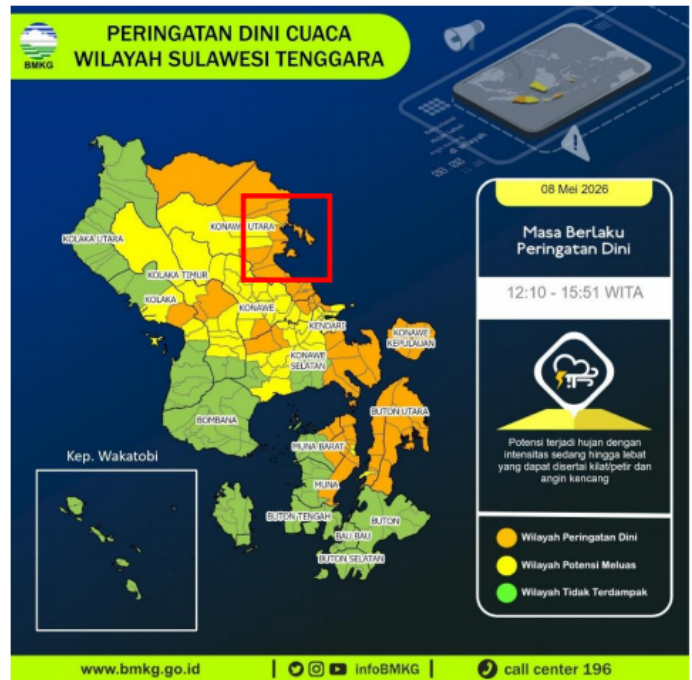 BMKG
PERINGATAN DINI CUACA
WILAYAH SULAWESI TENGGARA
08 Mei 2026
Masa Berlaku
Peringatan Dini
12:10 - 15:51 WITA
Potensi terjadi hujan dengan
intensitas sedang hingga lebat
yang dapat disertai kilat/petir dan
angin kencang
Wilayah Peringatan Dini
Wilayah Potensi Meluas
Wilayah Tidak Terdampak
KOLAKA UTARA
KONAWE UTARA
KOLAKA TIMUR
KOLAKA
KONAWE
KENDARI
KONAWE
KEPULAUAN
KONAWE
SELATAN
BOMBANA
BUTON UTARA
MUNA BARAT
MUNA
BUTON TENGAH
BUTON
BAU BAU
BUTON SELATAN
Kep. Wakatobi
www.bmkg.go.id
infoBMKG
call center 196